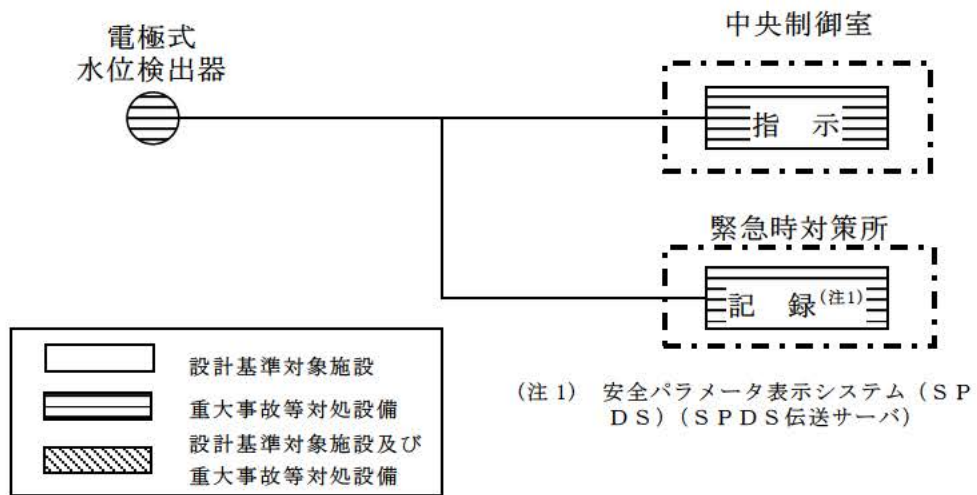 電極式
水位検出器
中央制御室
指　示
緊急時対策所
記　録(注1)
設計基準対象施設
重大事故等対処設備
設計基準対象施設及び
重大事故等対処設備
(注1)　安全パラメータ表示システム（ＳＰ
ＤＳ）（ＳＰＤＳ伝送サーバ）